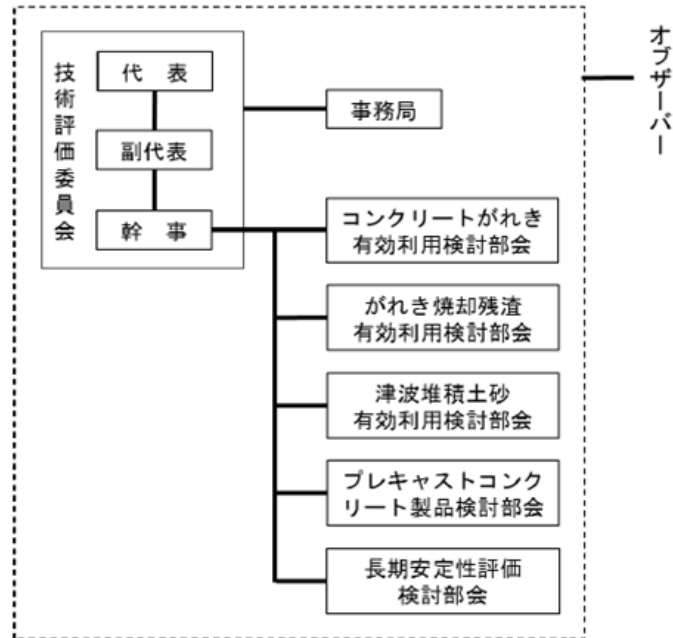 技術評価委員会
代　表
副代表
幹　事
事務局
コンクリートがれき
有効利用検討部会
がれき焼却残渣
有効利用検討部会
津波堆積土砂
有効利用検討部会
プレキャストコンク
リート製品検討部会
長期安定性評価
検討部会
オブザーバー